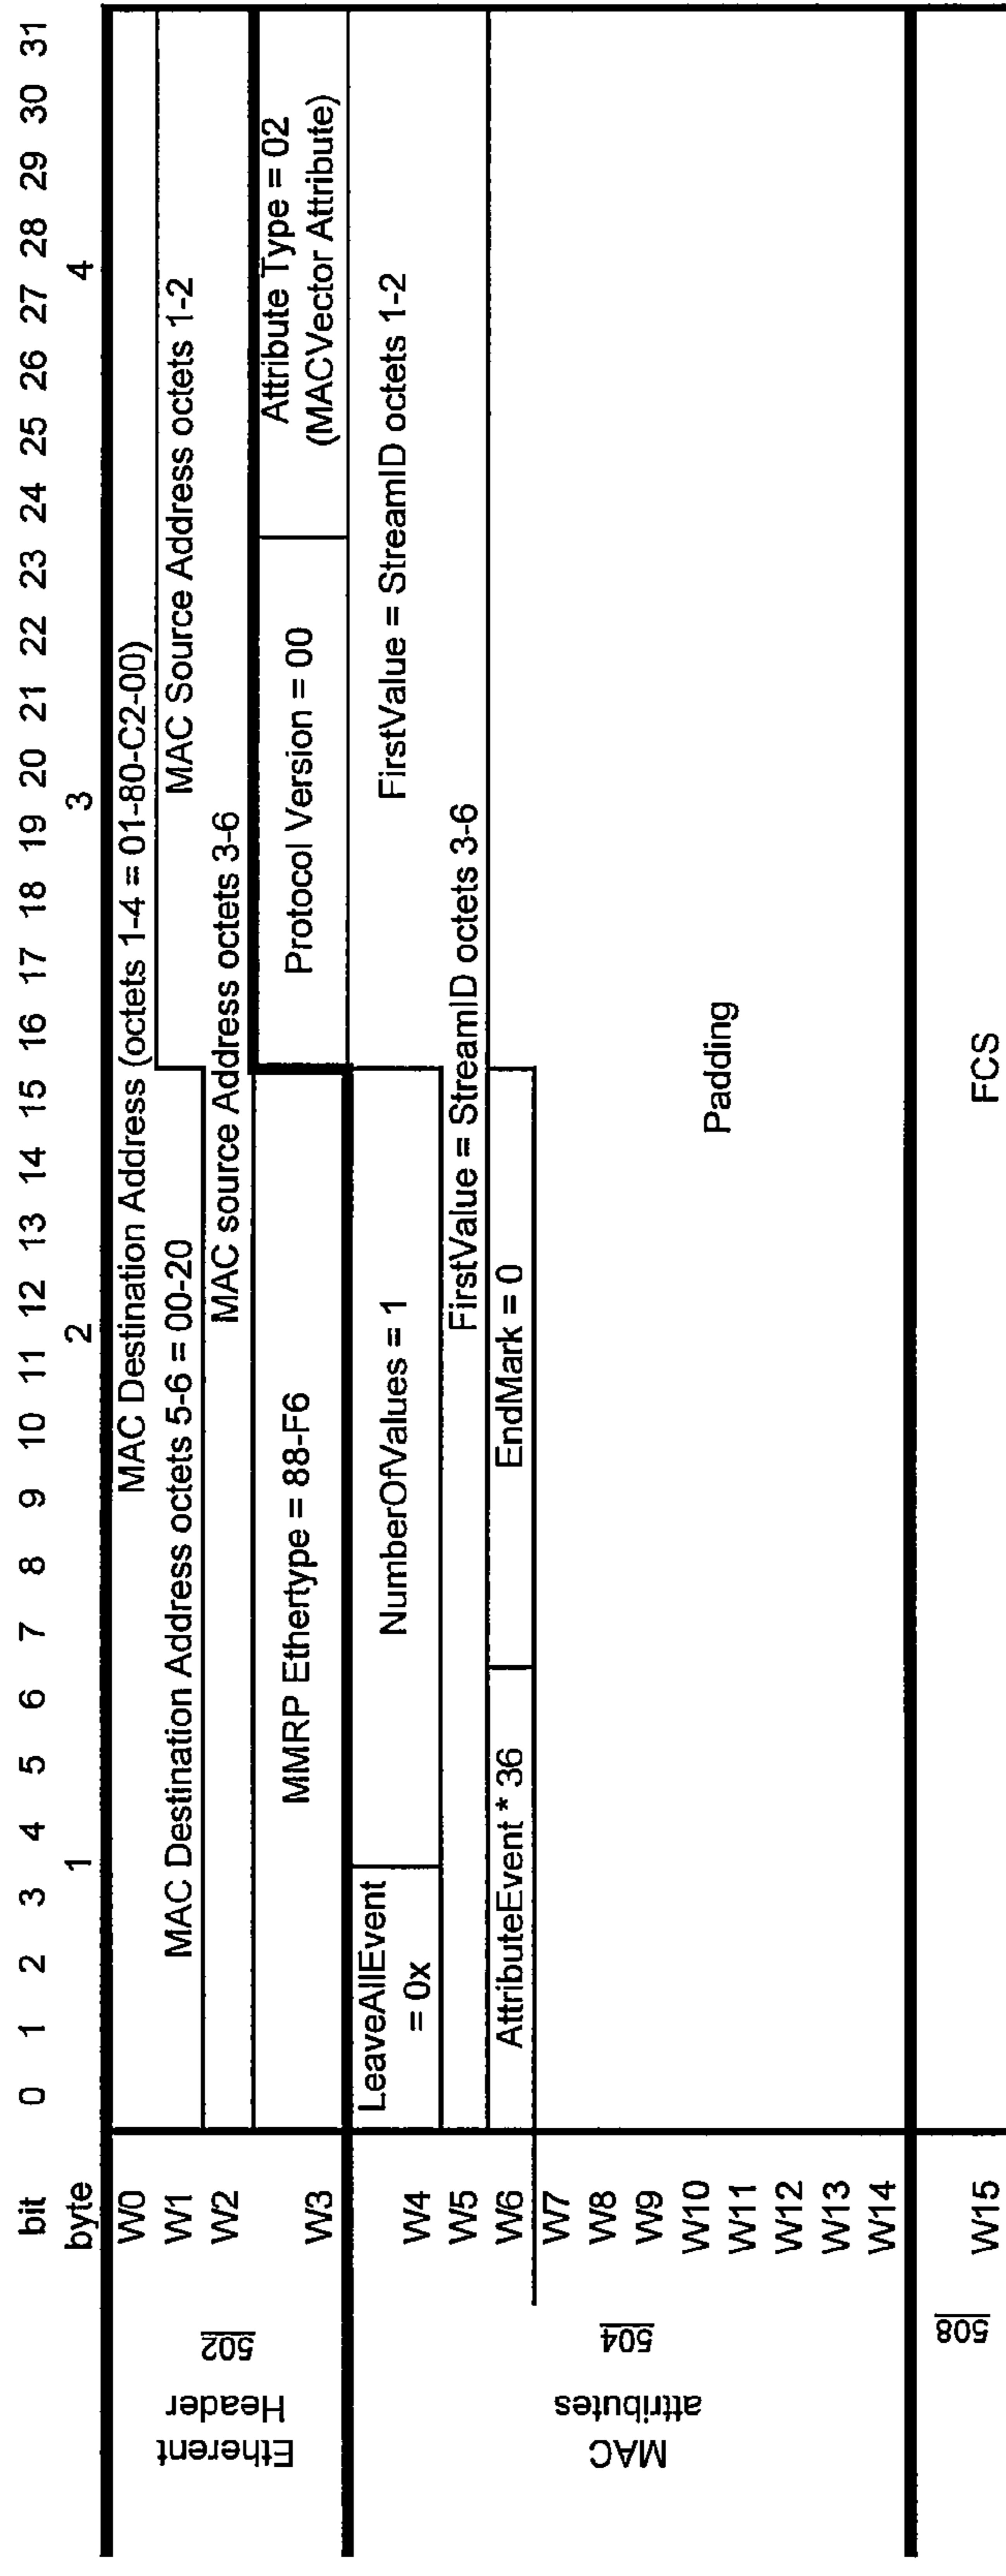 bit 0 1 2 3 4 5 6 7 8 9 10 11 12 13 14 15 16 17 18 19 20 21 22 23 24 25 26 27 28 29 30 31
byte 1 2 3 4
Etherent
Header
502
W0 MAC Destination Address (octets 1-4 = 01-80-C2-00)
W1 MAC Destination Address octets 5-6 = 00-20 MAC Source Address octets 1-2
W2 MAC source Address octets 3-6
W3 MMRP Ethertype = 88-F6 Protocol Version = 00 Attribute Type = 02
(MACVector Attribute)
MAC
attributes
504
W4 LeaveAllEvent
= 0x
NumberOfValues = 1 FirstValue = StreamID octets 1-2
W5 FirstValue = StreamID octets 3-6
W6 AttributeEvent * 36 EndMark = 0
W7
W8
W9
W10 Padding
W11
W12
W13
W14
508
W15 FCS